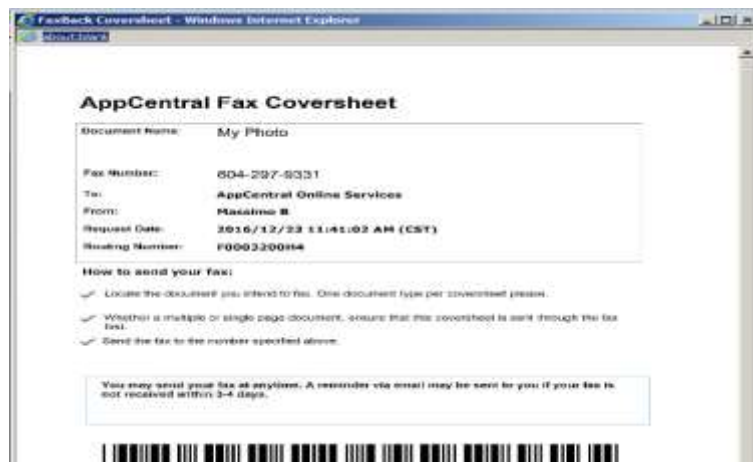 FaxBack Coversheet - Windows Internet Explorer
about:blank
AppCentral Fax Coversheet
Document Name: My Photo
Fax Number: 604-297-9331
To: AppCentral Online Services
From: Massimo B
Request Date: 2016/12/23 11:41:02 AM (CST)
Routing Number:
How to send your fax:
Locate the document you intend to fax. One document type per coversheet please.
Whether a multiple or single page document, ensure that this coversheet is sent through the fax
first.
Send the fax to the number specified above.
You may send your fax at anytime. A reminder via email may be sent to you if your fax is
not received within 3-4 days.